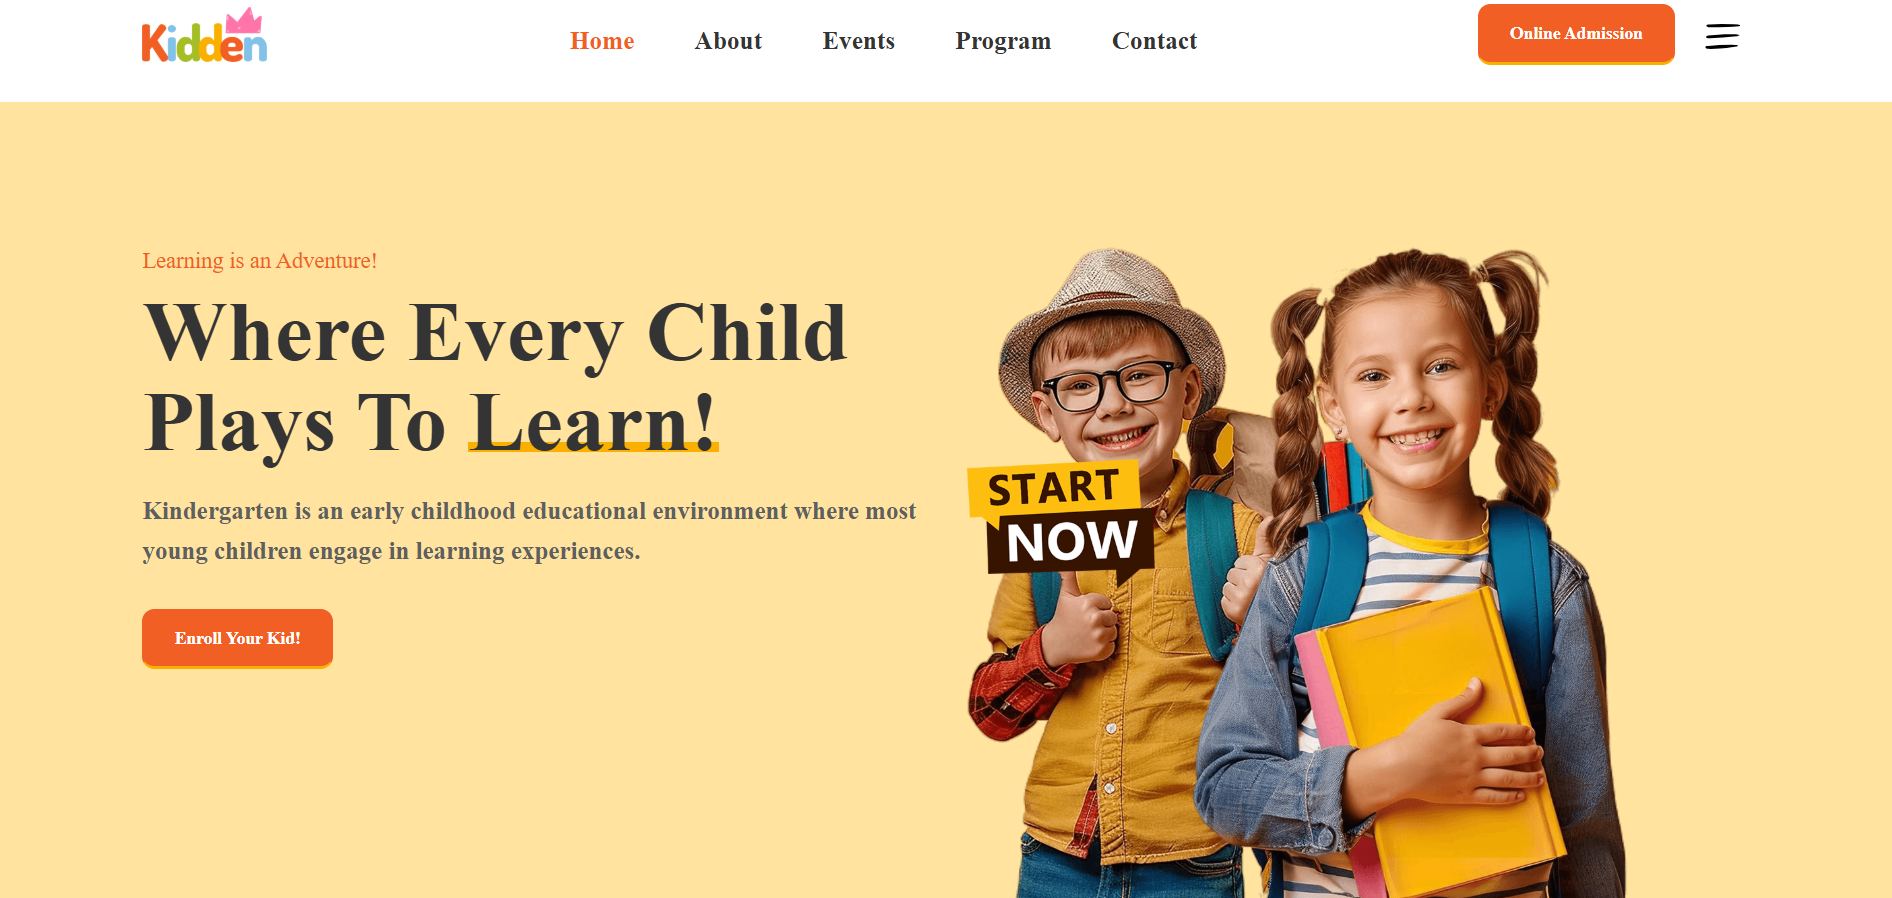 Kidden
Home About Events Program Contact
Online Admission
Learning is an Adventure!
Where Every Child
Plays To Learn!
Kindergarten is an early childhood educational environment where most
young children engage in learning experiences.
Enroll Your Kid!
START
NOW